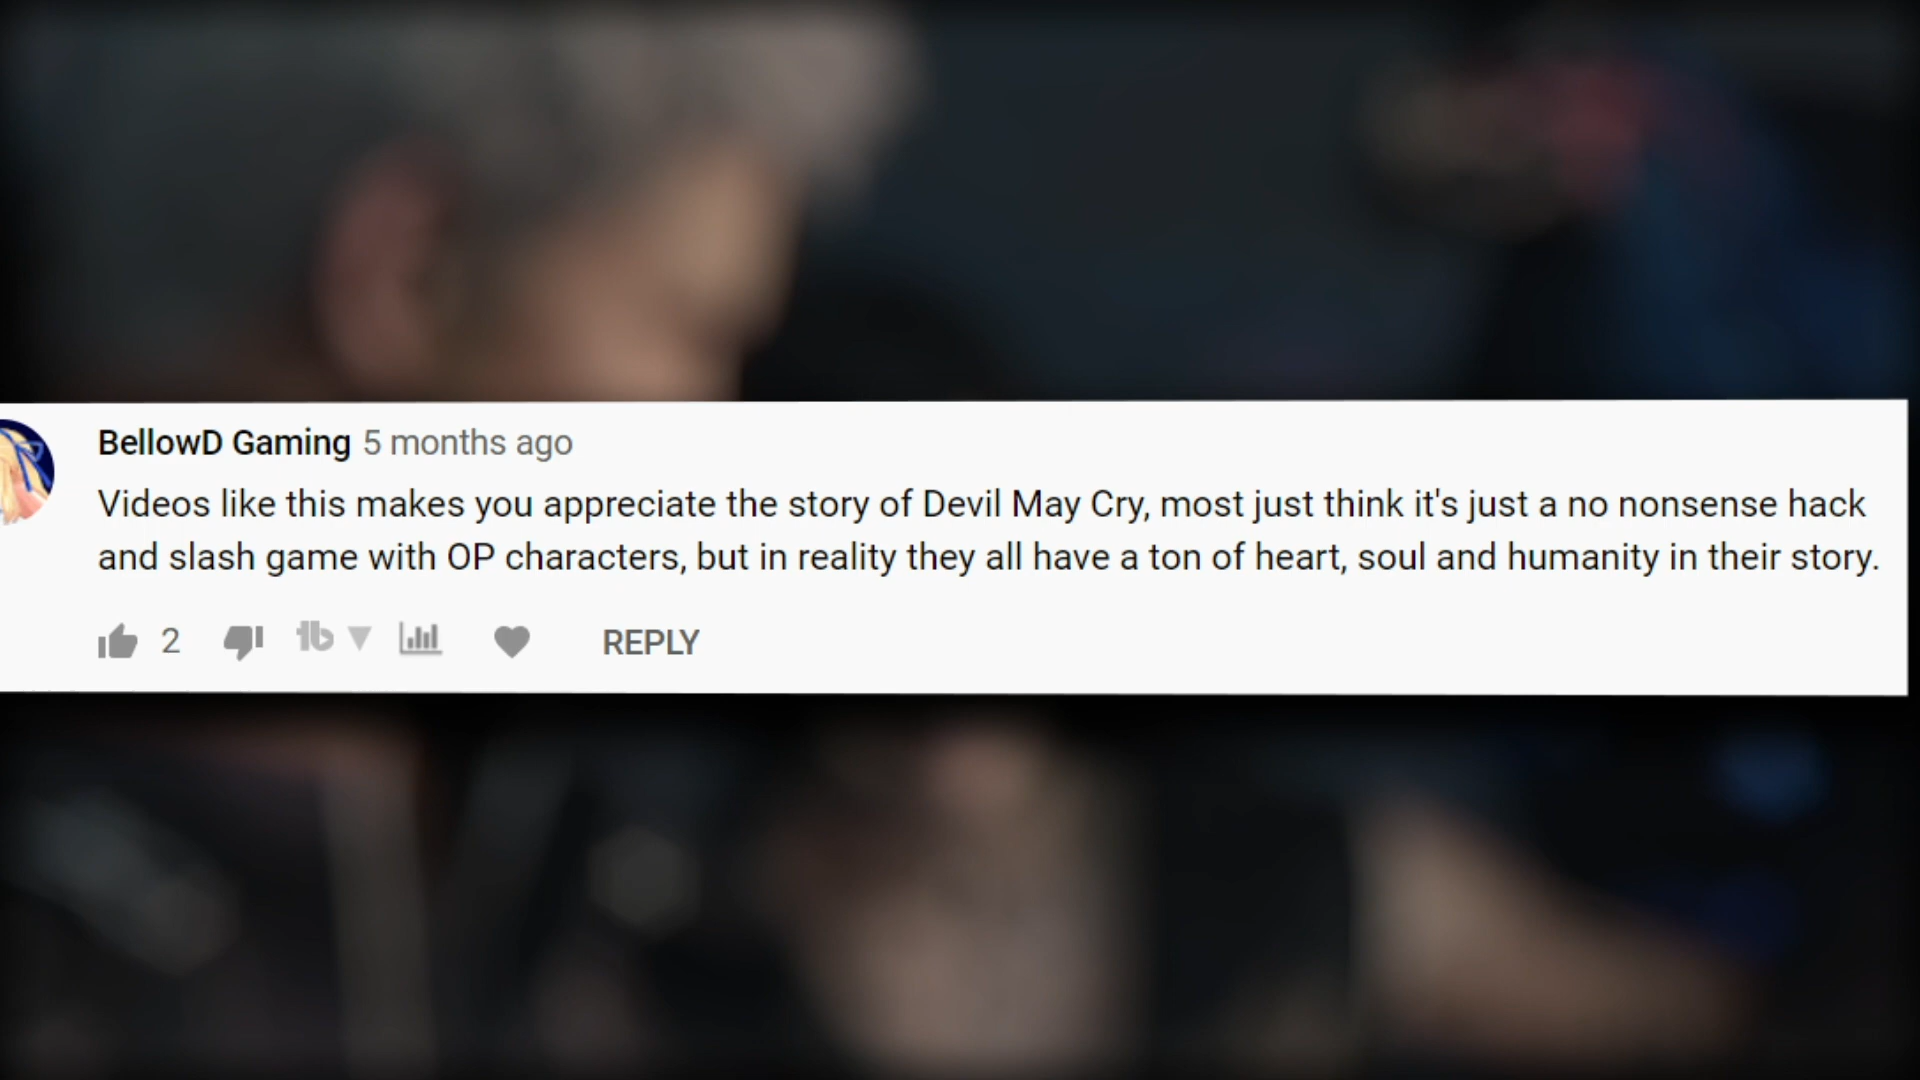 BellowD Gaming 5 months ago
Videos like this makes you appreciate the story of Devil May Cry, most just think it's just a no nonsense hack
and slash game with OP characters, but in reality they all have a ton of heart, soul and humanity in their story.
2 REPLY